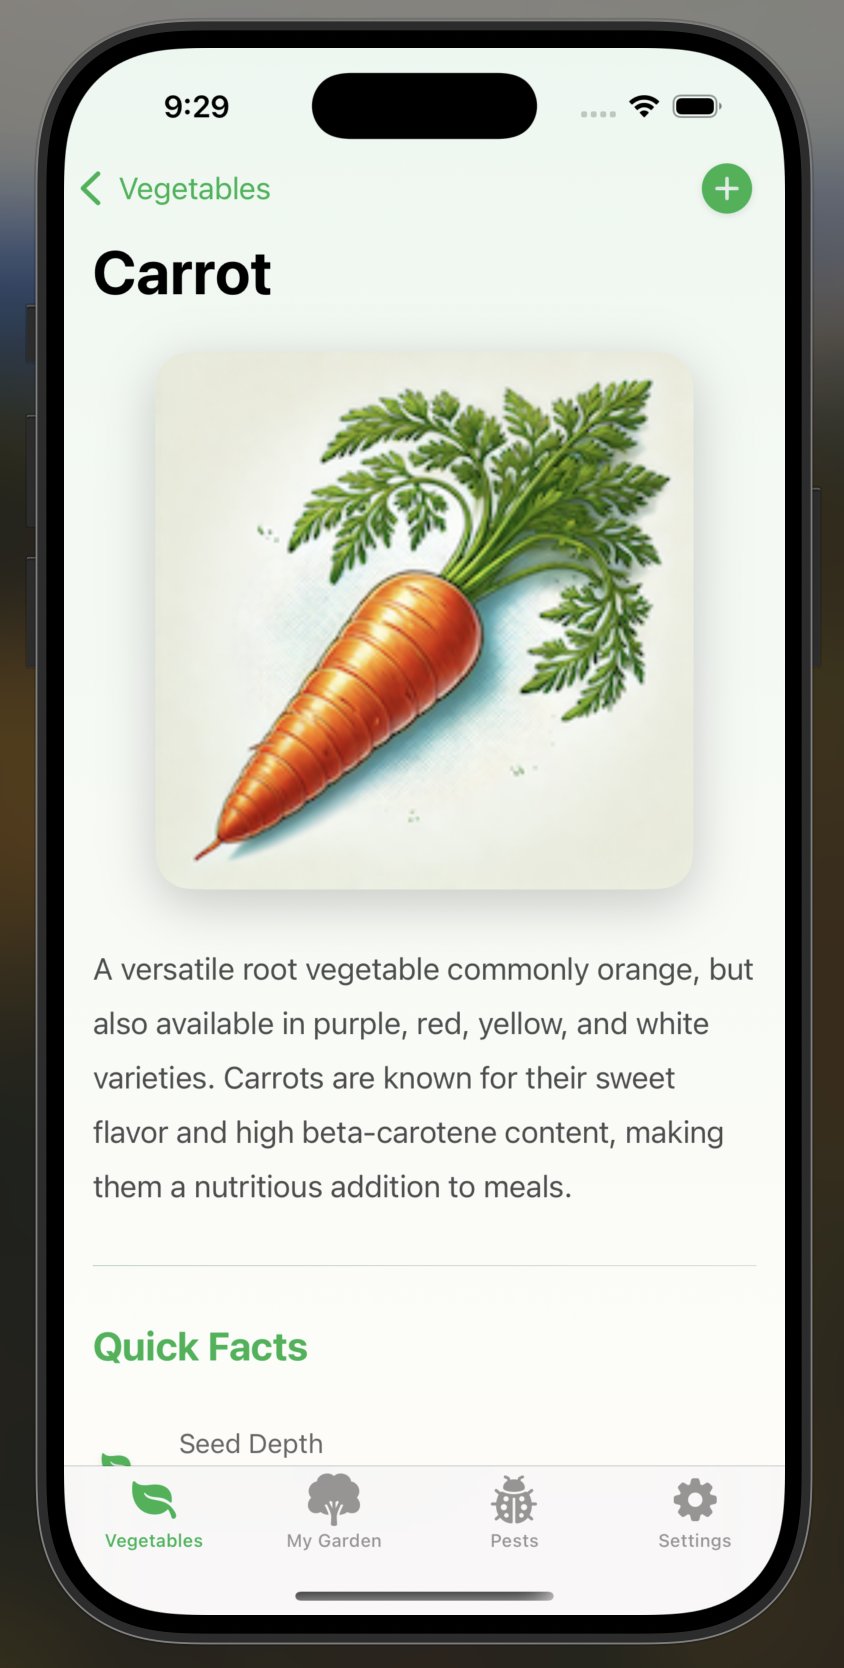 9:29
Vegetables
Carrot
A versatile root vegetable commonly orange, but
also available in purple, red, yellow, and white
varieties. Carrots are known for their sweet
flavor and high beta-carotene content, making
them a nutritious addition to meals.
Quick Facts
Seed Depth
Vegetables
My Garden
Pests
Settings